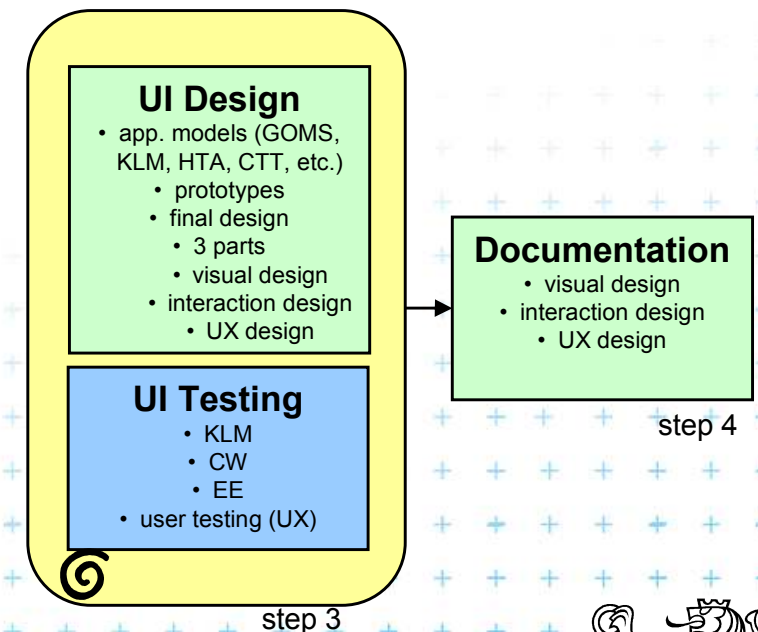 UI Design
• app. models (GOMS,
KLM, HTA, CTT, etc.)
• prototypes
• final design
• 3 parts
• visual design
• interaction design
• UX design
UI Testing
• KLM
• CW
• EE
• user testing (UX)
step 3
Documentation
• visual design
• interaction design
• UX design
step 4